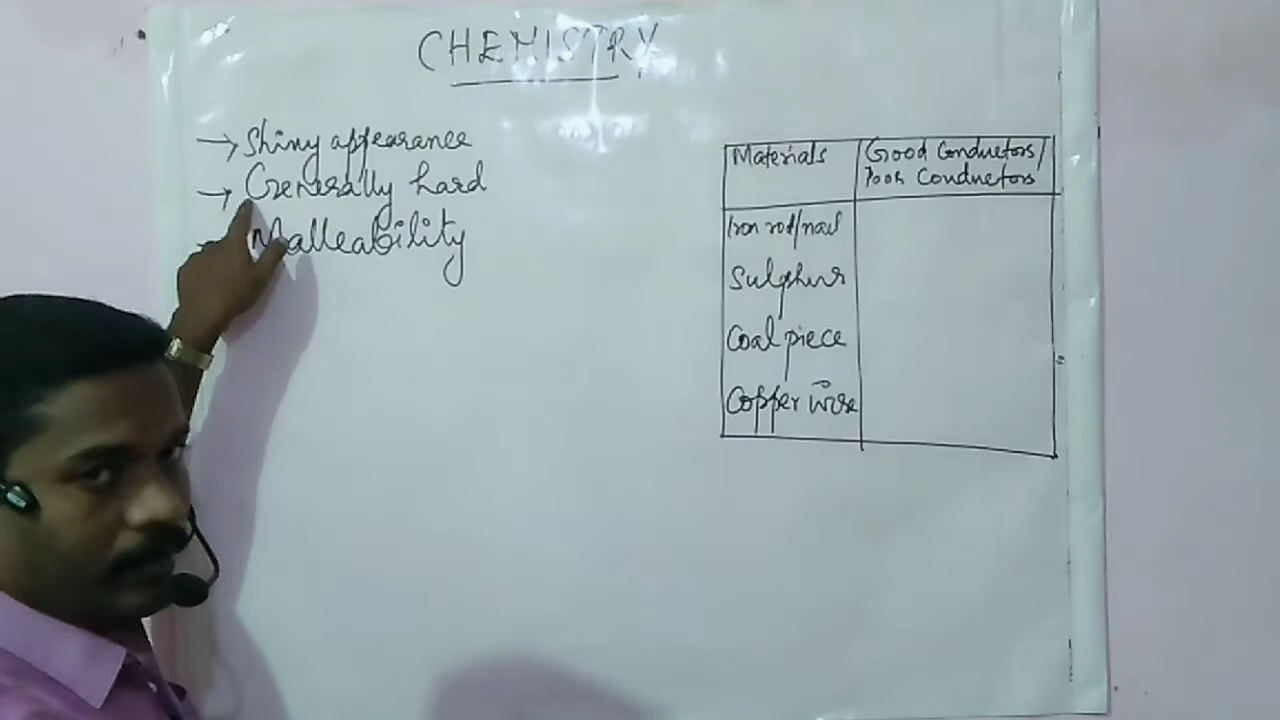 CHEMISTRY
→ Shiny appearance
→ Generally hard
Malleability
Materials
Good Conductors/
Poor Conductors
Iron rod/nail
Sulphur
Coal piece
Copper wire